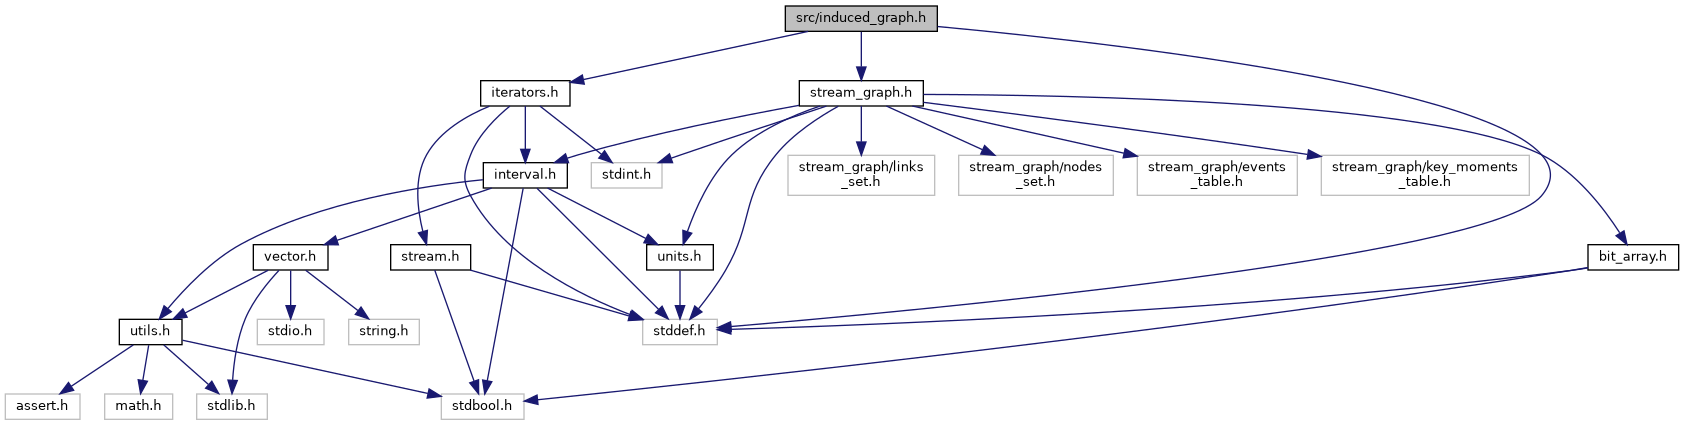 src/induced_graph.h
iterators.h
stream_graph.h
interval.h
stdint.h
stream_graph/links
_set.h
stream_graph/nodes
_set.h
stream_graph/events
_table.h
stream_graph/key_moments
_table.h
vector.h
stream.h
units.h
bit_array.h
utils.h
stdio.h
string.h
stddef.h
assert.h
math.h
stdlib.h
stdbool.h